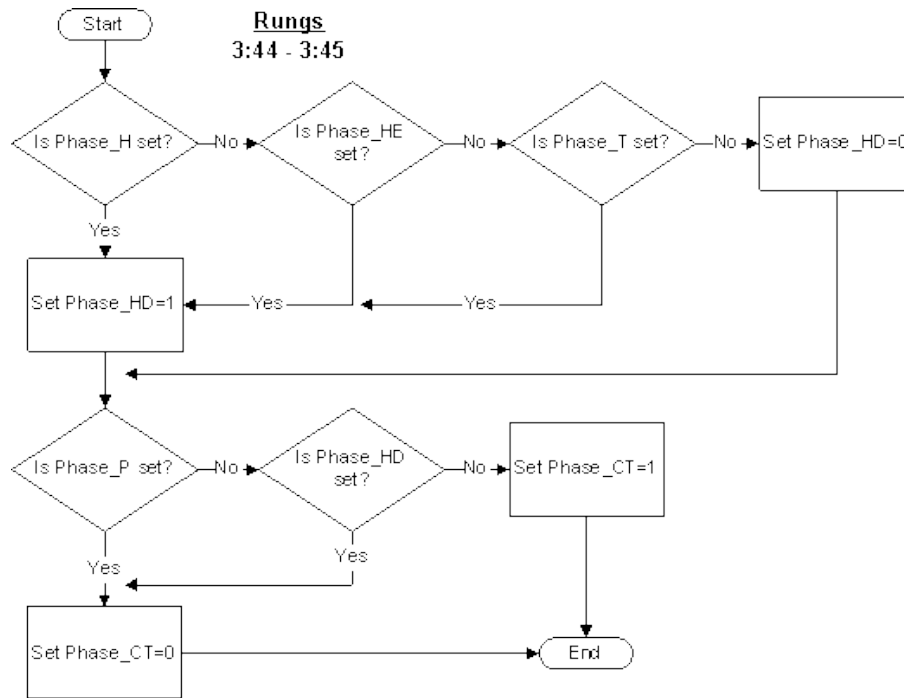 Start
Rungs
3:44 - 3:45
Is Phase_H set?
No
Is Phase_HE
set?
No
Is Phase_T set?
No
Set Phase_HD=0
Yes
Set Phase_HD=1
Yes
Yes
Is Phase_P set?
No
Is Phase_HD
set?
No
Set Phase_CT=1
Yes
Yes
Set Phase_CT=0
End